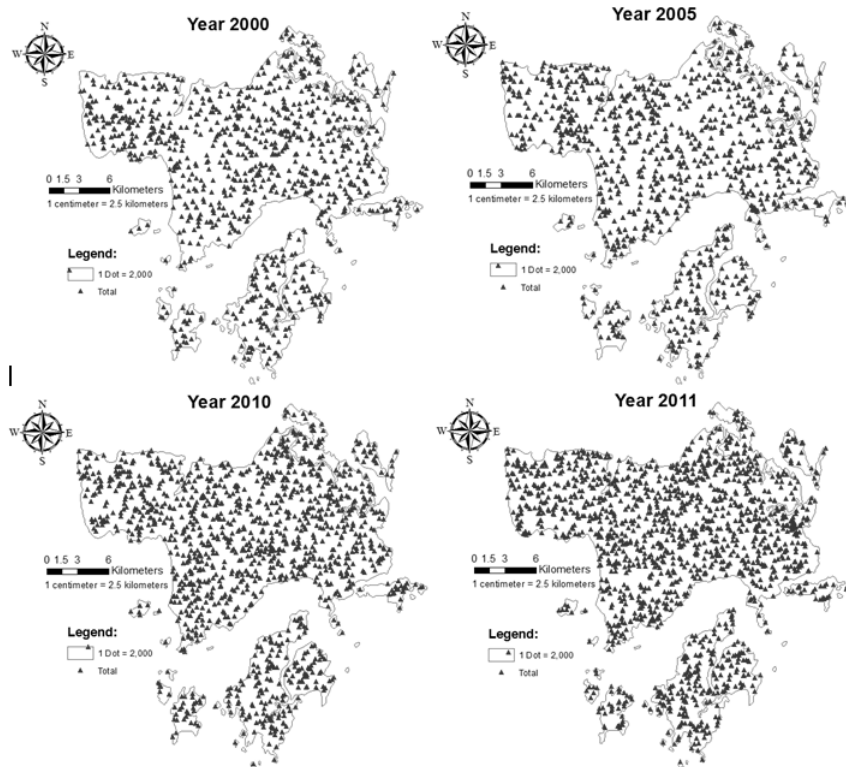 Year 2000
N
W E
S
0 1.5 3 6
Kilometers
1 centimeter = 2.5 kilometers
Legend:
1 Dot = 2,000
Total
Year 2005
N
W E
S
0 1.5 3 6
Kilometers
1 centimeter = 2.5 kilometers
Legend:
1 Dot = 2,000
Total
Year 2010
N
W E
S
0 1.5 3 6
Kilometers
1 centimeter = 2.5 kilometers
Legend:
1 Dot = 2,000
Total
Year 2011
N
W E
S
0 1.5 3 6
Kilometers
1 centimeter = 2.5 kilometers
Legend:
1 Dot = 2,000
Total